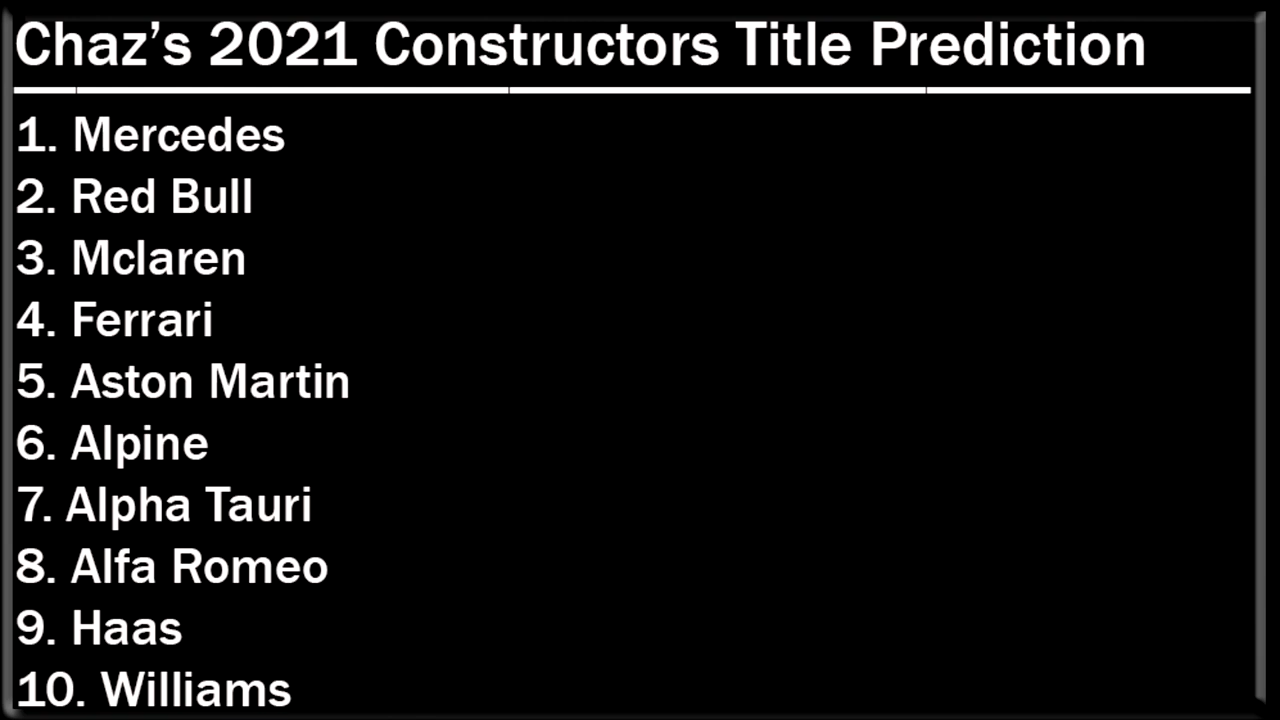 Chaz’s 2021 Constructors Title Prediction
1. Mercedes
2. Red Bull
3. Mclaren
4. Ferrari
5. Aston Martin
6. Alpine
7. Alpha Tauri
8. Alfa Romeo
9. Haas
10. Williams